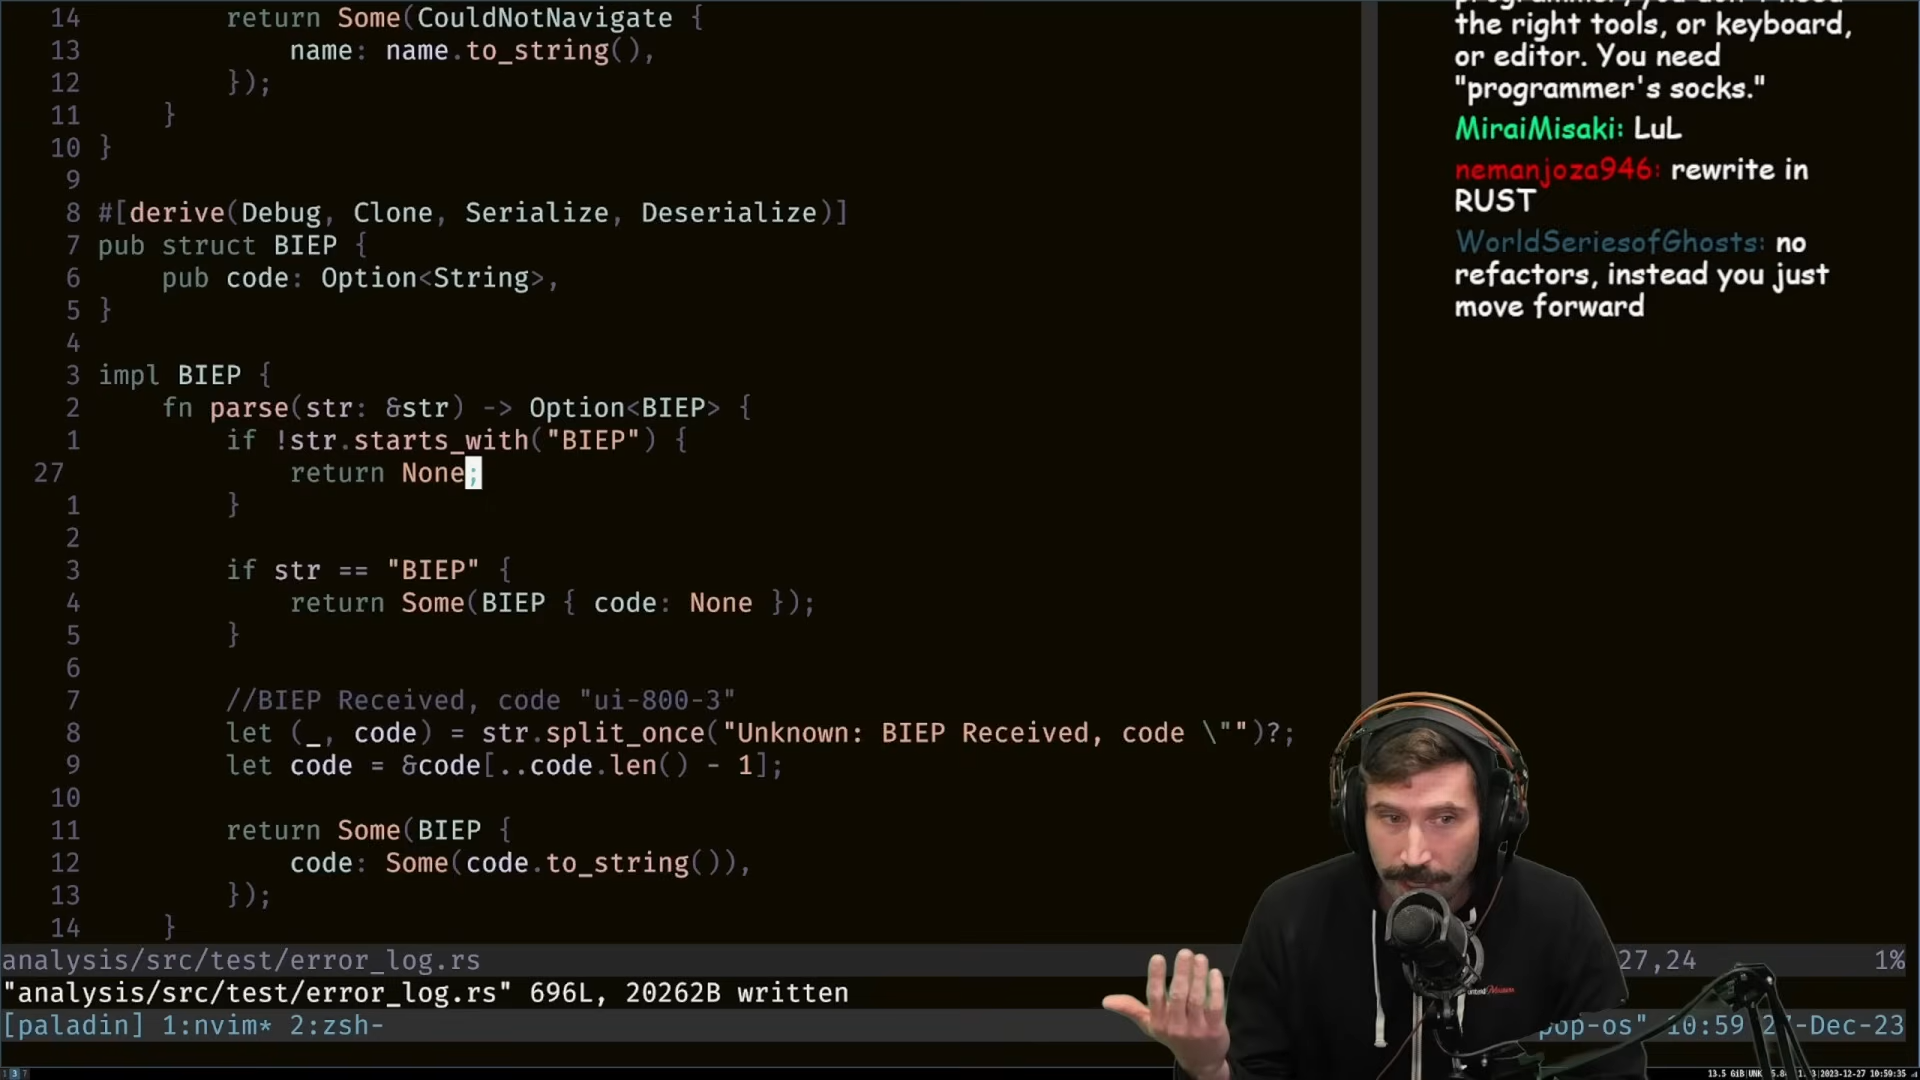 14 return Some(CouldNotNavigate {
13 name: name.to_string(),
12 });
11 }
10 }
9
8 #[derive(Debug, Clone, Serialize, Deserialize)]
7 pub struct BIEP {
6 pub code: Option<String>,
5 }
4
3 impl BIEP {
2 fn parse(str: &str) -> Option<BIEP> {
1 if !str.starts_with("BIEP") {
27 return None;
1 }
2
3 if str == "BIEP" {
4 return Some(BIEP { code: None });
5 }
6
7 //BIEP Received, code "ui-800-3"
8 let (_, code) = str.split_once("Unknown: BIEP Received, code \"")?;
9 let code = &code[..code.len() - 1];
10
11 return Some(BIEP {
12 code: Some(code.to_string()),
13 });
14 }
analysis/src/test/error_log.rs 27,24 1%
"analysis/src/test/error_log.rs" 696L, 20262B written
[paladin] 1:nvim* 2:zsh- pop-os" 10:59 27-Dec-23
the right tools, or keyboard,
or editor. You need
"programmer's socks."
MiraiMisaki: LuL
nemanjoza946: rewrite in
RUST
WorldSeriesofGhosts: no
refactors, instead you just
move forward